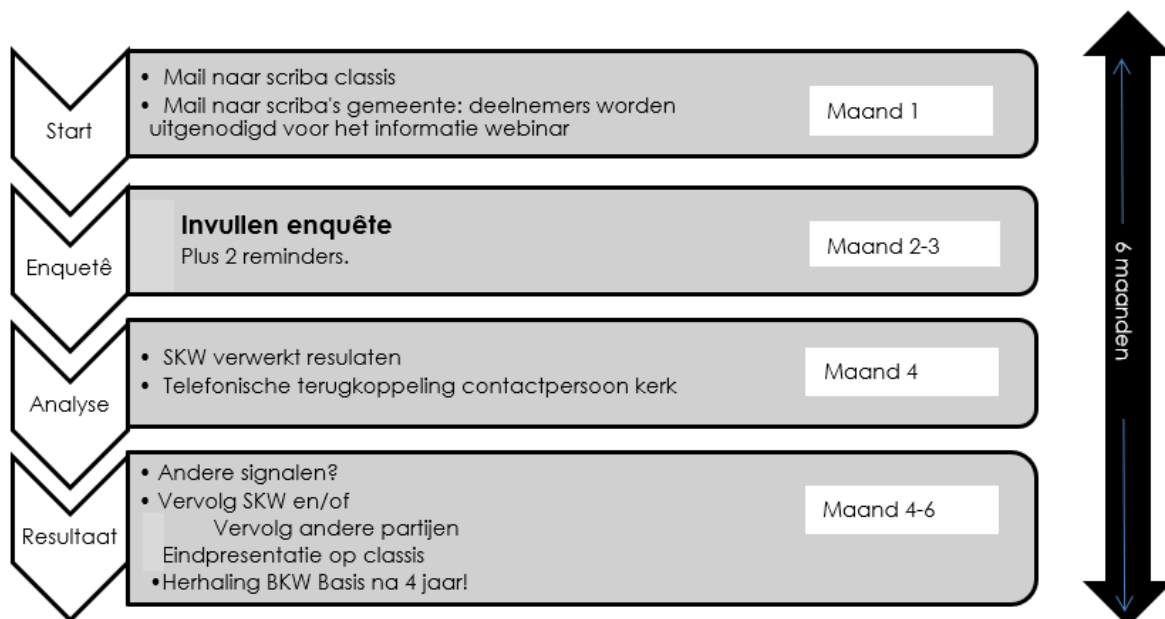 Start
• Mail naar scriba classis
• Mail naar scriba's gemeente: deelnemers worden
uitgenodigd voor het informatie webinar
Maand 1
Enquetê
Invullen enquête
Plus 2 reminders.
Maand 2-3
Analyse
• SKW verwerkt resulaten
• Telefonische terugkoppeling contactpersoon kerk
Maand 4
Resultaat
• Andere signalen?
• Vervolg SKW en/of
Vervolg andere partijen
Eindpresentatie op classis
•Herhaling BKW Basis na 4 jaar!
Maand 4-6
6 maanden